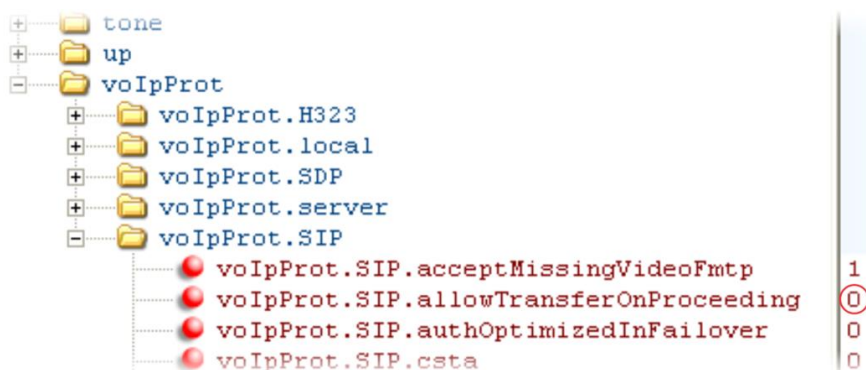 tone
up
voIpProt
voIpProt.H323
voIpProt.local
voIpProt.SDP
voIpProt.server
voIpProt.SIP
voIpProt.SIP.acceptMissingVideoFmtp 1
voIpProt.SIP.allowTransferOnProceeding 0
voIpProt.SIP.authOptimizedInFailover 0
voIpProt.SIP.csta 0